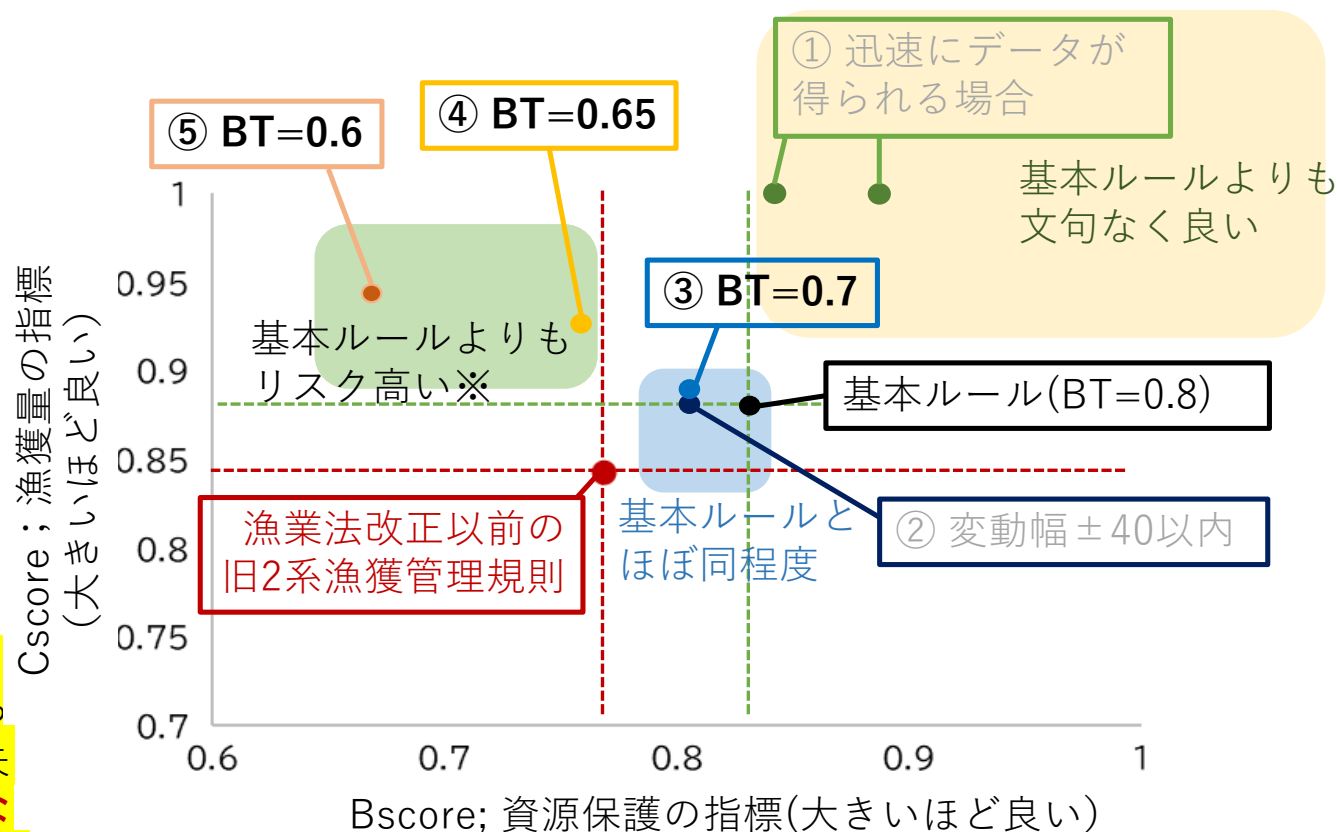 ① 迅速にデータが
得られる場合
④ BT=0.65
⑤ BT=0.6
基本ルールよりも
文句なく良い
③ BT=0.7
基本ルールよりも
リスク高い※
基本ルール(BT=0.8)
漁業法改正以前の
旧2系漁獲管理規則
基本ルールと
ほぼ同程度
② 変動幅±40以内
Cscore；漁獲量の指標
(大きいほど良い)
1
0.95
0.9
0.85
0.8
0.75
0.7
0.6
0.7
0.8
0.9
1
Bscore; 資源保護の指標(大きいほど良い)